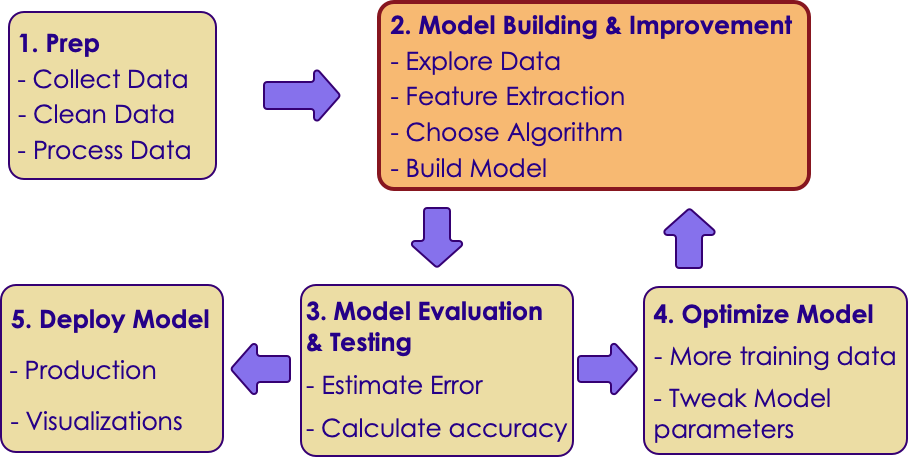 1. Prep
- Collect Data
- Clean Data
- Process Data
2. Model Building & Improvement
- Explore Data
- Feature Extraction
- Choose Algorithm
- Build Model
3. Model Evaluation
& Testing
- Estimate Error
- Calculate accuracy
4. Optimize Model
- More training data
- Tweak Model
parameters
5. Deploy Model
- Production
- Visualizations